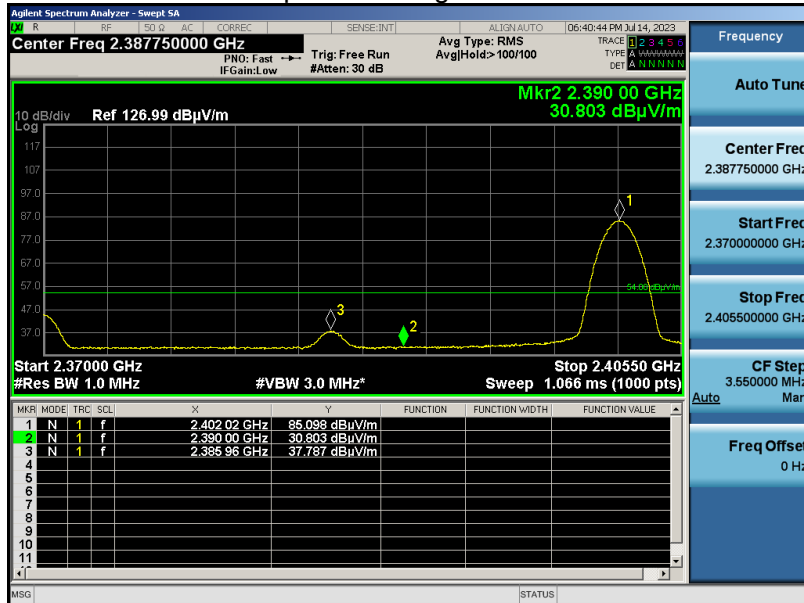 Agilent Spectrum Analyzer - Swept SA
LXI R RF 50 Ω AC CORREC SENSE:INT ALIGN AUTO 06:40:44 PM Jul 14, 2023
Center Freq 2.387750000 GHz
PNO: Fast Trig: Free Run
IFGain:Low #Atten: 30 dB
Avg Type: RMS
Avg|Hold:>100/100
TRACE 1 2 3 4 5 6
TYPE A WWWWW
DET A N N N N N
Mkr2 2.390 00 GHz
30.803 dBµV/m
10 dB/div Ref 126.99 dBµV/m
Log
117
107
97.0
87.0
77.0
67.0
57.0
47.0
37.0
1
54.00 dBµV/m
3
2
Start 2.37000 GHz Stop 2.40550 GHz
#Res BW 1.0 MHz #VBW 3.0 MHz* Sweep 1.066 ms (1000 pts)
MKR MODE TRC SCL X Y FUNCTION FUNCTION WIDTH FUNCTION VALUE
1 N 1 f 2.402 02 GHz 85.098 dBµV/m
2 N 1 f 2.390 00 GHz 30.803 dBµV/m
3 N 1 f 2.385 96 GHz 37.787 dBµV/m
4
5
6
7
8
9
10
11
MSG STATUS
Frequency
Auto Tune
Center Freq
2.387750000 GHz
Start Freq
2.370000000 GHz
Stop Freq
2.405500000 GHz
CF Step
3.550000 MHz
Auto Man
Freq Offset
0 Hz